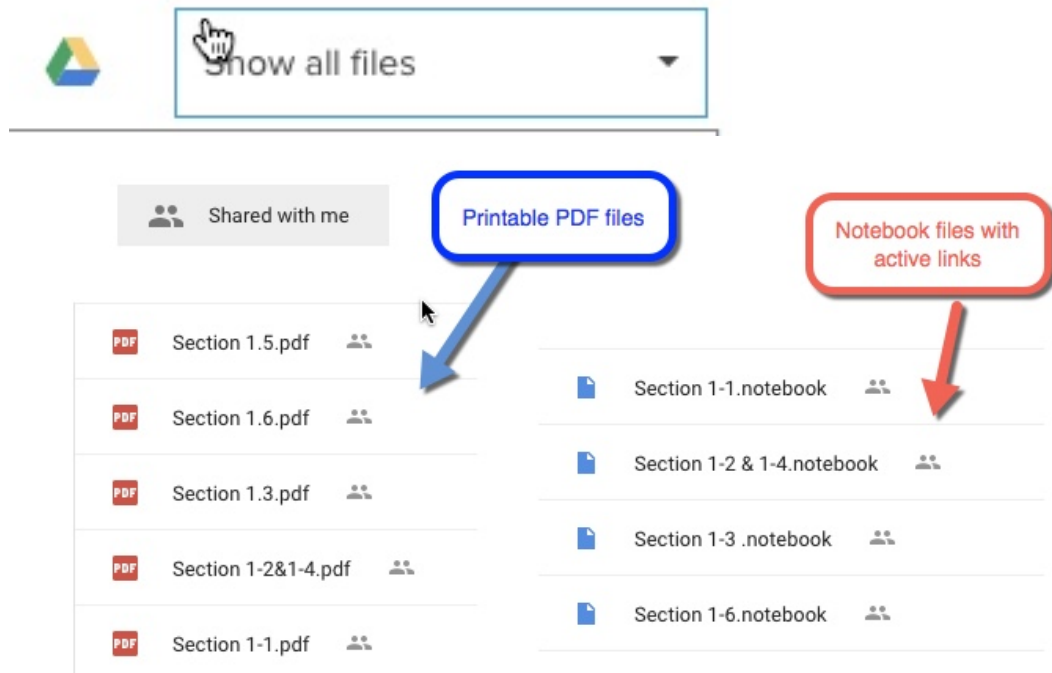 Show all files
Shared with me
Printable PDF files
Notebook files with
active links
PDF Section 1.5.pdf
PDF Section 1.6.pdf
PDF Section 1.3.pdf
PDF Section 1-2&1-4.pdf
PDF Section 1-1.pdf
Section 1-1.notebook
Section 1-2 & 1-4.notebook
Section 1-3 .notebook
Section 1-6.notebook